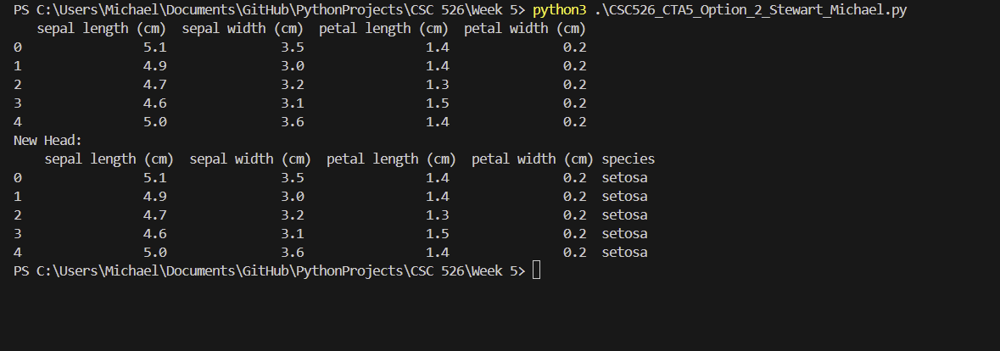 PS C:\Users\Michael\Documents\GitHub\PythonProjects\CSC 526\Week 5> python3 .\CSC526_CTA5_Option_2_Stewart_Michael.py
   sepal length (cm)  sepal width (cm)  petal length (cm)  petal width (cm)
0                5.1               3.5                1.4               0.2
1                4.9               3.0                1.4               0.2
2                4.7               3.2                1.3               0.2
3                4.6               3.1                1.5               0.2
4                5.0               3.6                1.4               0.2
New Head:
    sepal length (cm)  sepal width (cm)  petal length (cm)  petal width (cm) species
0                5.1               3.5                1.4               0.2  setosa
1                4.9               3.0                1.4               0.2  setosa
2                4.7               3.2                1.3               0.2  setosa
3                4.6               3.1                1.5               0.2  setosa
4                5.0               3.6                1.4               0.2  setosa
PS C:\Users\Michael\Documents\GitHub\PythonProjects\CSC 526\Week 5>